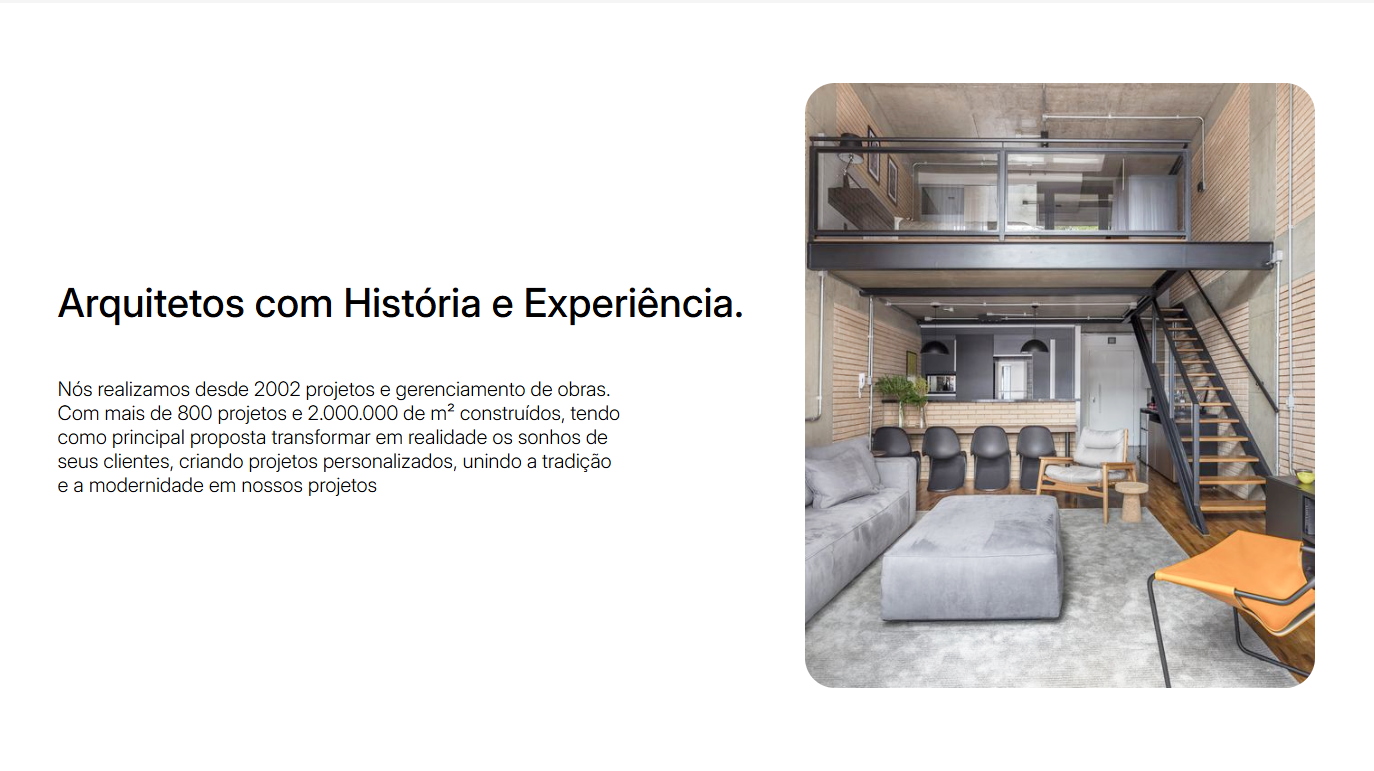 Arquitetos com História e Experiência.
Nós realizamos desde 2002 projetos e gerenciamento de obras.
Com mais de 800 projetos e 2.000.000 de m² construídos, tendo
como principal proposta transformar em realidade os sonhos de
seus clientes, criando projetos personalizados, unindo a tradição
e a modernidade em nossos projetos